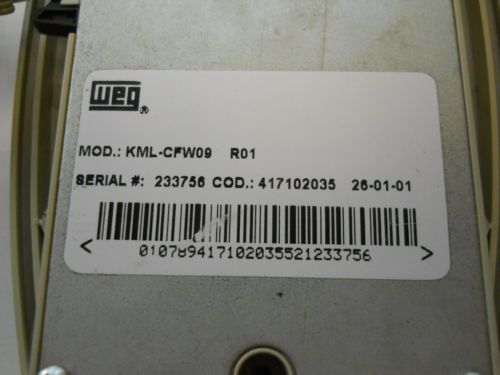 weg®
MOD.: KML-CFW09 R01
SERIAL #: 233756 COD.: 417102035 26-01-01
< 010789417102035521233756 >